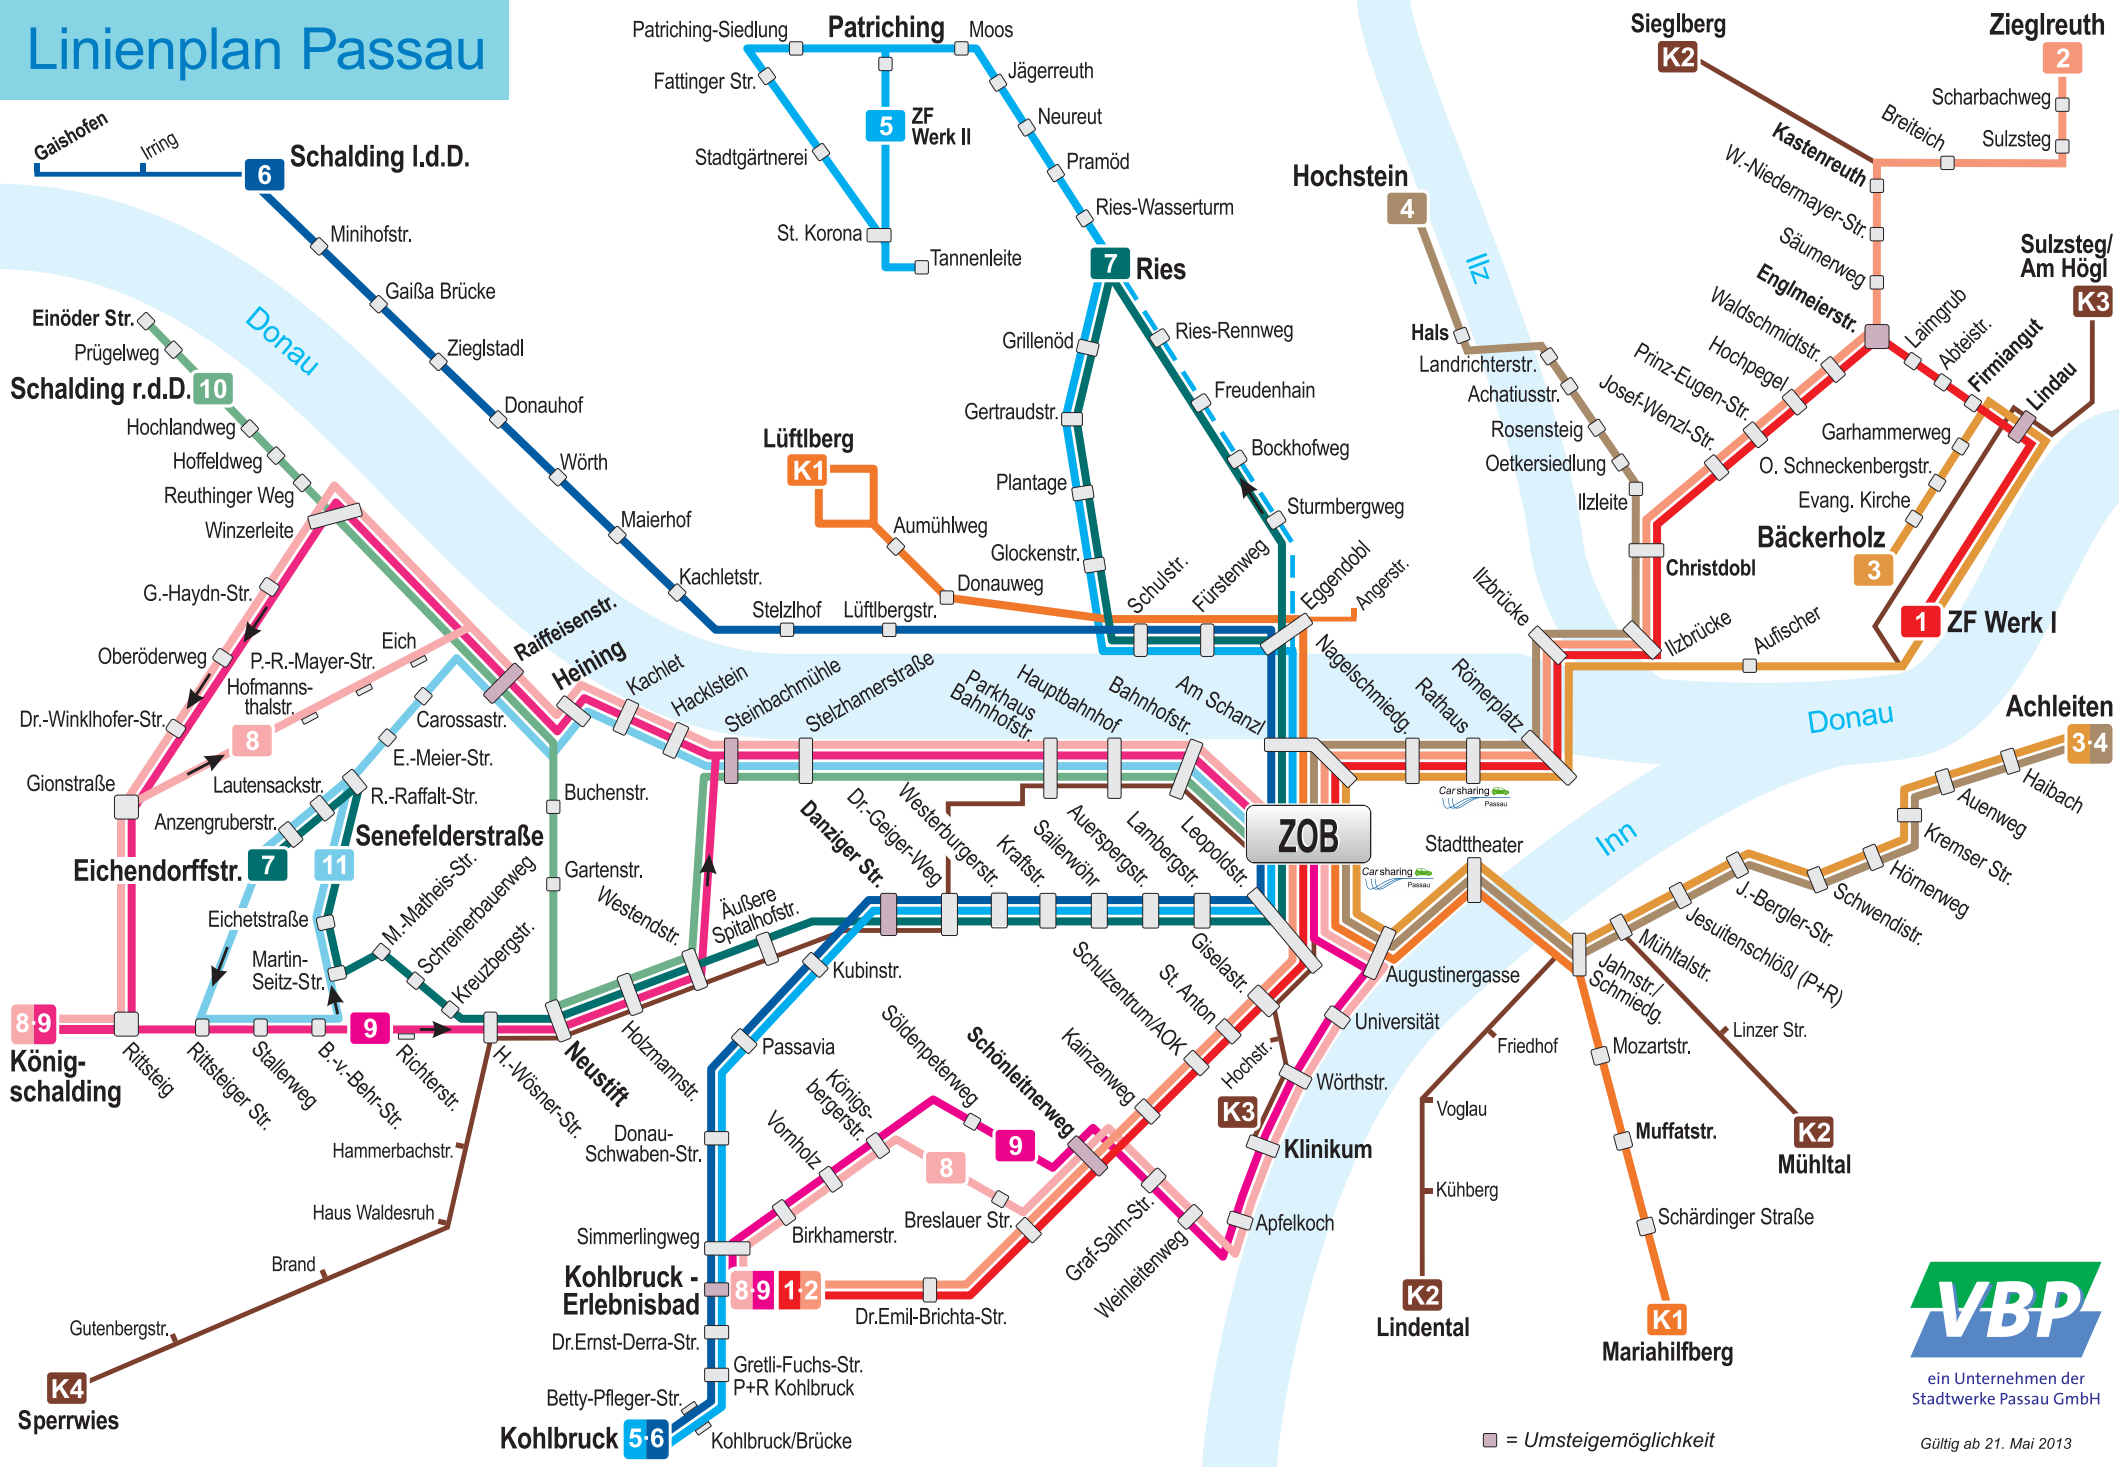 Linienplan Passau
Gaishofen
Irring
6
Schalding l.d.D.
Minihofstr.
Gaißa Brücke
Zieglstadl
Donauhof
Wörth
Maierhof
Kachletstr.
Stelzlhof
Lüftlbergstr.
Patriching-Siedlung
Patriching
Moos
Fattinger Str.
Jägerreuth
5
ZF
Werk II
Neureut
Stadtgärtnerei
Pramöd
St. Korona
Ries-Wasserturm
Tannenleite
7
Ries
Grillenöd
Ries-Rennweg
Gertraudstr.
Freudenhain
Plantage
Bockhofweg
Glockenstr.
Sturmbergweg
Schulstr.
Fürstenweg
Eggendobl
Angerstr.
Lüftlberg
K1
Aumühlweg
Donauweg
Hochstein
4
Ilz
Hals
Landrichterstr.
Achatiusstr.
Rosensteig
Oetkersiedlung
Ilzleite
Christdobl
Ilzbrücke
Ilzbrücke
Sieglberg
K2
Zieglreuth
2
Scharbachweg
Sulzsteg
Breiteich
Kastenreuth
W.-Niedermayer-Str.
Säumerweg
Englmeierstr.
Waldschmidtstr.
Hochpegel
Prinz-Eugen-Str.
Josef-Wenzl-Str.
Laimgrub
Abteistr.
Firmiangut
Lindau
Sulzsteg/
Am Högl
K3
Garhammerweg
O. Schneckenbergstr.
Evang. Kirche
Bäckerholz
3
1
ZF Werk I
Aufischer
Donau
Einöder Str.
Prügelweg
Schalding r.d.D.
10
Hochlandweg
Hoffeldweg
Reuthinger Weg
Winzerleite
G.-Haydn-Str.
Oberöderweg
Dr.-Winklhofer-Str.
Gionstraße
Eich
P.-R.-Mayer-Str.
Hofmanns-
thalstr.
8
Raiffeisenstr.
Heining
Kachlet
Hacklstein
Steinbachmühle
Stelzhamerstraße
Parkhaus
Bahnhofstr.
Hauptbahnhof
Bahnhofstr.
Am Schanzl
Nagelschmiedg.
Rathaus
Römerplatz
Carsharing
Passau
Donau
Carossastr.
E.-Meier-Str.
R.-Raffalt-Str.
Lautensackstr.
Anzengruberstr.
Senefelderstraße
Eichendorffstr.
7
11
Eichetstraße
Martin-
Seitz-Str.
M.-Matheis-Str.
Schreinerbauerweg
Kreuzbergstr.
Buchenstr.
Gartenstr.
Westendstr.
Äußere
Spitalhofstr.
Danziger Str.
Dr.-Geiger-Weg
Westerburgerstr.
Kraftstr.
Sailerwöhr
Auerspergstr.
Lambergstr.
Leopoldstr.
ZOB
Carsharing
Passau
Stadttheater
Inn
Achleiten
3·4
Haibach
Auenweg
Kremser Str.
Hörnerweg
Schwendistr.
J.-Bergler-Str.
Jesuitenschlößl (P+R)
Mühltalstr.
Jahnstr./
Schmiedg.
Augustinergasse
8·9
König-
schalding
Rittsteig
Rittsteiger Str.
Stallerweg
B.-v.-Behr-Str.
9
Richterstr.
H.-Wösner-Str.
Neustift
Holzmannstr.
Hammerbachstr.
Haus Waldesruh
Brand
Gutenbergstr.
K4
Sperrwies
Kubinstr.
Passavia
Donau-
Schwaben-Str.
Simmerlingweg
Kohlbruck -
Erlebnisbad
8·9
1·2
Dr.Ernst-Derra-Str.
Gretli-Fuchs-Str.
P+R Kohlbruck
Betty-Pfleger-Str.
Kohlbruck
5·6
Kohlbruck/Brücke
Vornholz
Königs-
bergerstr.
Söldenpeterweg
9
8
Birkhamerstr.
Breslauer Str.
Dr.Emil-Brichta-Str.
Schönleitnerweg
Kainzenweg
Schulzentrum/AOK
St. Anton
Giselastr.
Hochstr.
K3
Universität
Wörthstr.
Klinikum
Apfelkoch
Graf-Salm-Str.
Weinleitenweg
Friedhof
Voglau
Kühberg
K2
Lindental
Linzer Str.
K2
Mühltal
Mozartstr.
Muffatstr.
Schärdinger Straße
K1
Mariahilfberg
VBP
ein Unternehmen der
Stadtwerke Passau GmbH
= Umsteigemöglichkeit
Gültig ab 21. Mai 2013